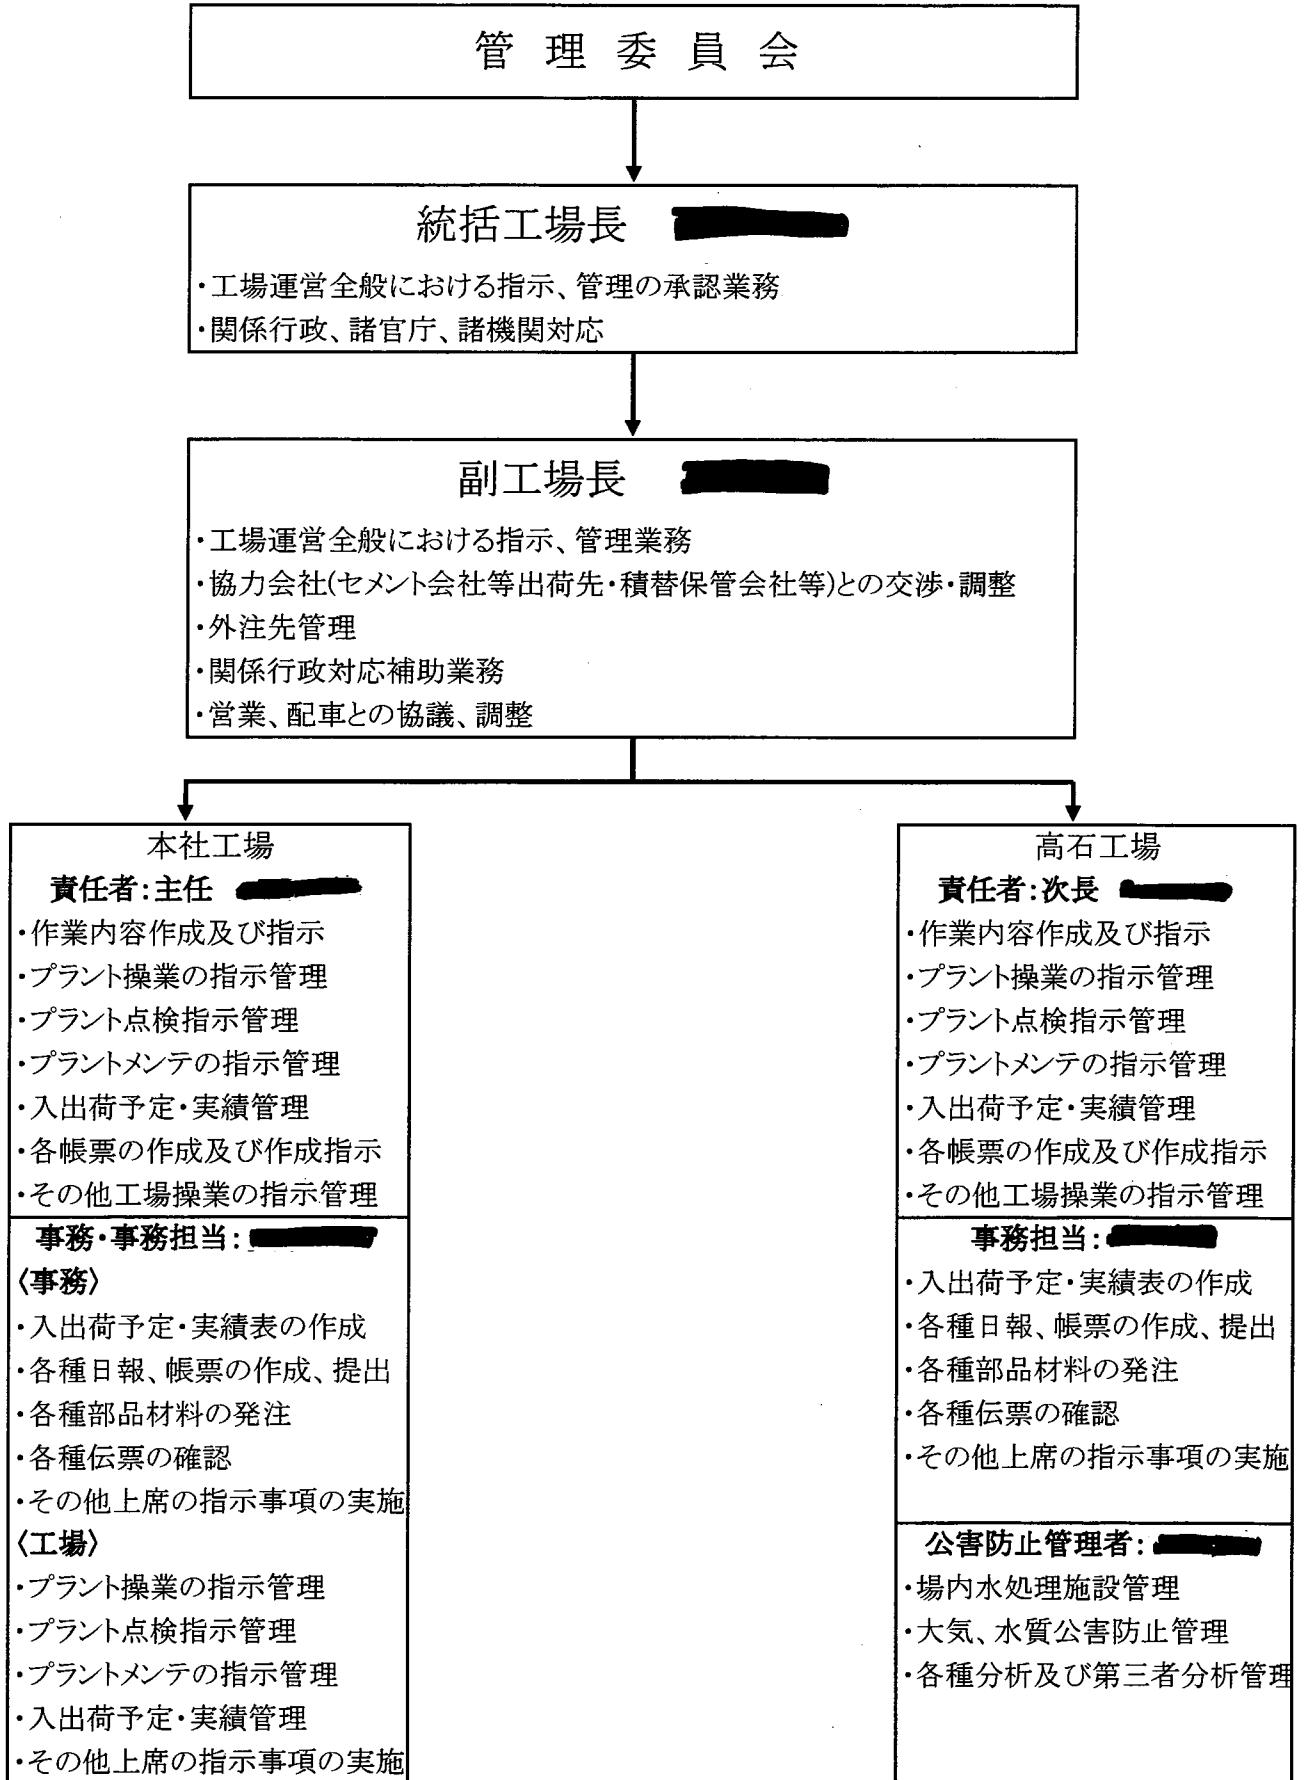 管理委員会
統括工場長
・工場運営全般における指示、管理の承認業務
・関係行政、諸官庁、諸機関対応
副工場長
・工場運営全般における指示、管理業務
・協力会社(セメント会社等出荷先・積替保管会社等)との交渉・調整
・外注先管理
・関係行政対応補助業務
・営業、配車との協議、調整
本社工場
責任者:主任
・作業内容作成及び指示
・プラント操業の指示管理
・プラント点検指示管理
・プラントメンテの指示管理
・入出荷予定・実績管理
・各帳票の作成及び作成指示
・その他工場操業の指示管理
事務・事務担当:
〈事務〉
・入出荷予定・実績表の作成
・各種日報、帳票の作成、提出
・各種部品材料の発注
・各種伝票の確認
・その他上席の指示事項の実施
〈工場〉
・プラント操業の指示管理
・プラント点検指示管理
・プラントメンテの指示管理
・入出荷予定・実績管理
・その他上席の指示事項の実施
高石工場
責任者:次長
・作業内容作成及び指示
・プラント操業の指示管理
・プラント点検指示管理
・プラントメンテの指示管理
・入出荷予定・実績管理
・各帳票の作成及び作成指示
・その他工場操業の指示管理
事務担当:
・入出荷予定・実績表の作成
・各種日報、帳票の作成、提出
・各種部品材料の発注
・各種伝票の確認
・その他上席の指示事項の実施
公害防止管理者:
・場内水処理施設管理
・大気、水質公害防止管理
・各種分析及び第三者分析管理